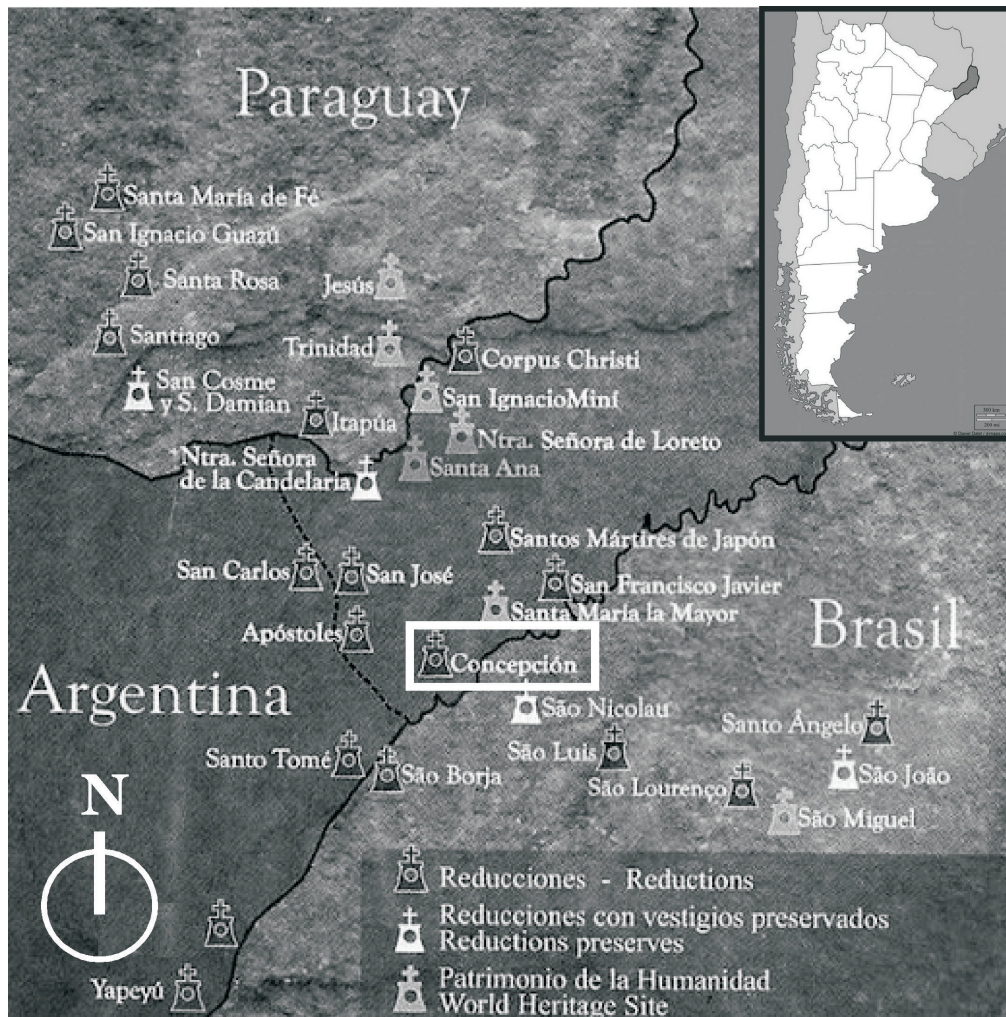 Paraguay
Santa María de Fé
San Ignacio Guazú
Santa Rosa
Jesús
Santiago
Trinidad
Corpus Christi
San Cosme
y S. Damian
San IgnacioMiní
Itapúa
Ntra. Señora de Loreto
Ntra. Señora
de la Candelaria
Santa Ana
Santos Mártires de Japón
San Carlos
San José
San Francisco Javier
Santa María la Mayor
Apóstoles
Brasil
Concepción
Argentina
São Nicolau
Santo Ângelo
Santo Tomé
São Luis
São Borja
São João
São Lourenço
São Miguel
N
Reducciones - Reductions
Reducciones con vestigios preservados
Reductions preserves
Patrimonio de la Humanidad
World Heritage Site
Yapeyú